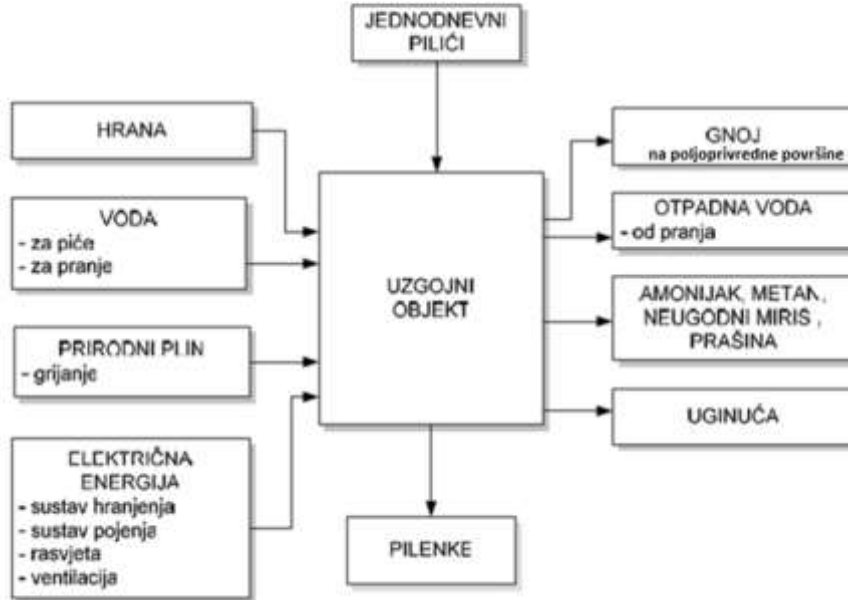 JEDNODNEVNI
PILIĆI
HRANA
VODA
- za piće
- za pranje
PRIRODNI PLIN
- grijanje
ELEKTRIČNA
ENERGIJA
- sustav hranjenja
- sustav pojenja
- rasvjeta
- ventilacija
UZGOJNI
OBJEKT
GNOJ
na poljoprivredne površine
OTPADNA VODA
- od pranja
AMONIJAK, METAN,
NEUGODNI MIRIS ,
PRAŠINA
UGINUĆA
PILENKE